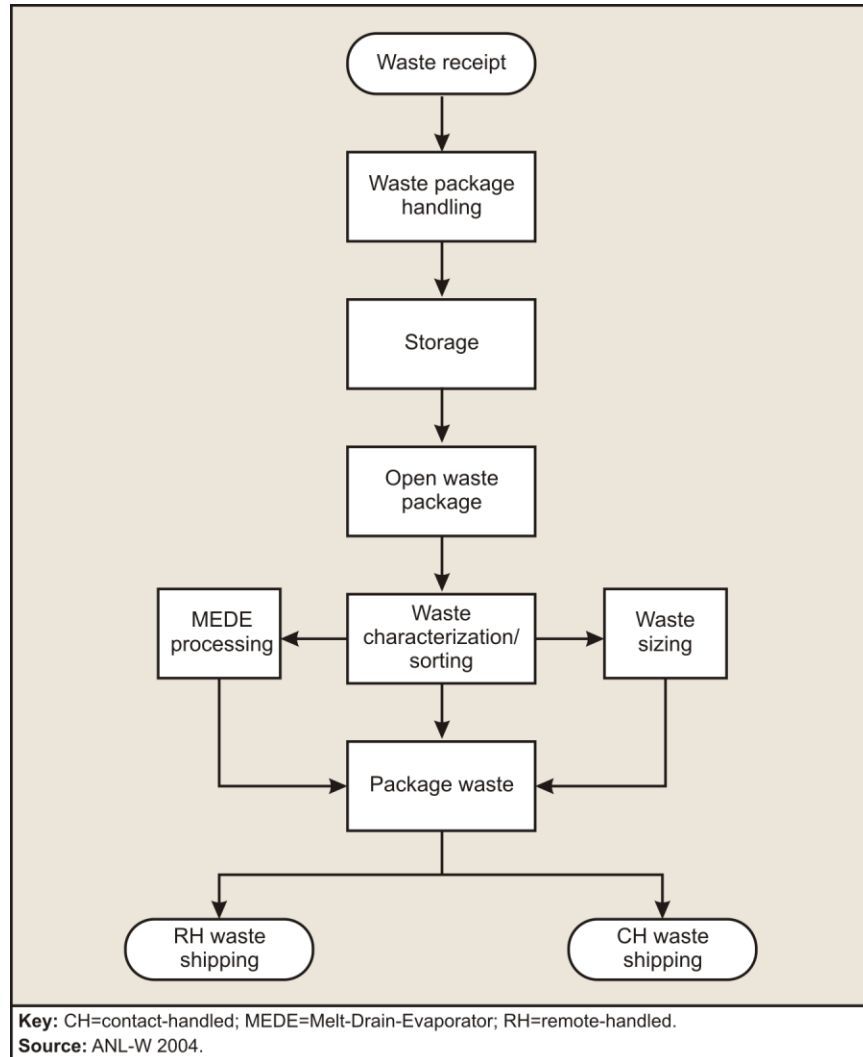 Waste receipt
Waste package
handling
Storage
Open waste
package
MEDE
processing
Waste
characterization/
sorting
Waste
sizing
Package waste
RH waste
shipping
CH waste
shipping
Key: CH=contact-handled; MEDE=Melt-Drain-Evaporator; RH=remote-handled.
Source: ANL-W 2004.